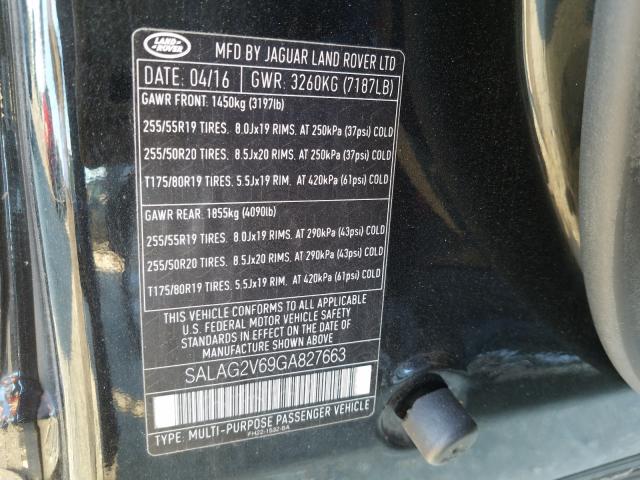 LAND ROVER
MFD BY JAGUAR LAND ROVER LTD
DATE: 04/16 GWR: 3260KG (7187LB)
GAWR FRONT: 1450kg (3197lb)
255/55R19 TIRES. 8.0Jx19 RIMS. AT 250kPa (37psi) COLD
255/50R20 TIRES. 8.5Jx20 RIMS. AT 250kPa (37psi) COLD
T175/80R19 TIRES. 5.5Jx19 RIM. AT 420kPa (61psi) COLD
GAWR REAR: 1855kg (4090lb)
255/55R19 TIRES. 8.0Jx19 RIMS. AT 290kPa (43psi) COLD
255/50R20 TIRES. 8.5Jx20 RIMS. AT 290kPa (43psi) COLD
T175/80R19 TIRES. 5.5Jx19 RIM. AT 420kPa (61psi) COLD
THIS VEHICLE CONFORMS TO ALL APPLICABLE
U.S. FEDERAL MOTOR VEHICLE SAFETY
STANDARDS IN EFFECT ON THE DATE OF
MANUFACTURE SHOWN ABOVE.
SALAG2V69GA827663
TYPE: MULTI-PURPOSE PASSENGER VEHICLE
FH22-1532-BA